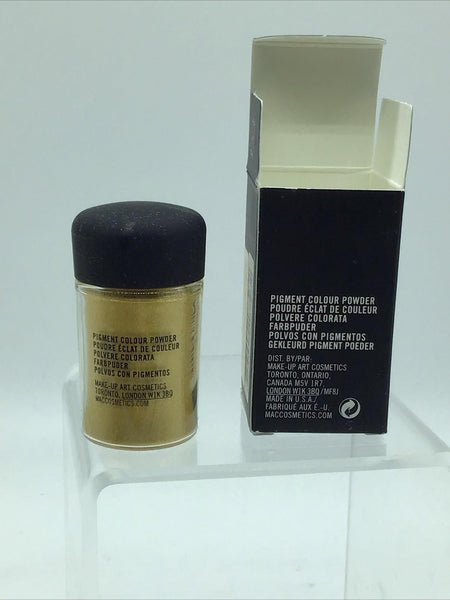 PIGMENT COLOUR POWDER
POUDRE ÉCLAT DE COULEUR
POLVERE COLORATA
FARBPUDER
POLVOS CON PIGMENTOS
MAKE-UP ART COSMETICS
TORONTO, LONDON W1K 3BQ
MACCOSMETICS.COM
PIGMENT COLOUR POWDER
POUDRE ÉCLAT DE COULEUR
POLVERE COLORATA
FARBPUDER
POLVOS CON PIGMENTOS
GEKLEURD PIGMENT POEDER
DIST. BY/PAR:
MAKE-UP ART COSMETICS
TORONTO, ONTARIO,
CANADA M5V 1R7,
LONDON W1K 3BQ/MF8J
MADE IN U.S.A./
FABRIQUÉ AUX É.-U.
MACCOSMETICS.COM